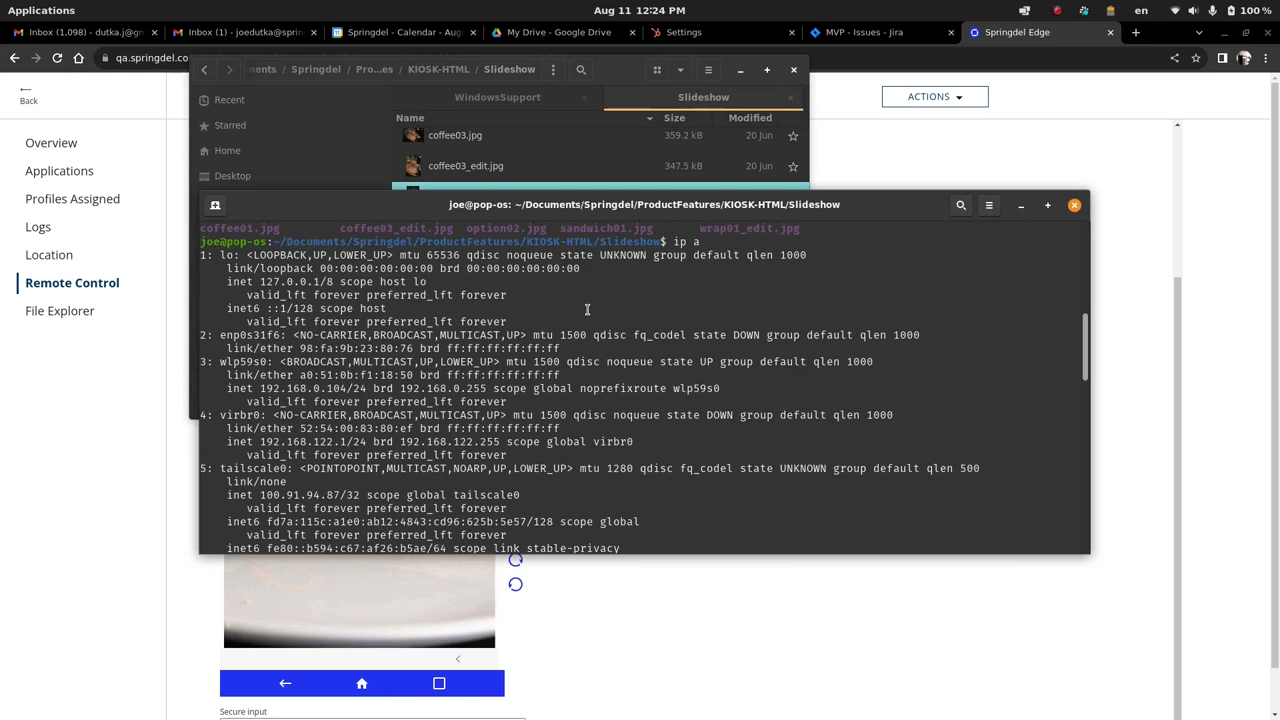 Applications
Aug 11 12:24 PM
en
100 %
Inbox (1,098) - dutka.j@gm
Inbox (1) - joedutka@sprin
Springdel - Calendar - Aug
My Drive - Google Drive
Settings
MVP - Issues - Jira
Springdel Edge
qa.springdel.co
Back
ACTIONS
Overview
Applications
Profiles Assigned
Logs
Location
Remote Control
File Explorer
ments
Springdel
Pro…es
KIOSK-HTML
Slideshow
Recent
Starred
Home
Desktop
WindowsSupport
Slideshow
Name Size Modified
coffee03.jpg 359.2 kB 20 Jun
coffee03_edit.jpg 347.5 kB 20 Jun
joe@pop-os: ~/Documents/Springdel/ProductFeatures/KIOSK-HTML/Slideshow
coffee01.jpg coffee03_edit.jpg option02.jpg sandwich01.jpg wrap01_edit.jpg
joe@pop-os:~/Documents/Springdel/ProductFeatures/KIOSK-HTML/Slideshow$ ip a
1: lo: <LOOPBACK,UP,LOWER_UP> mtu 65536 qdisc noqueue state UNKNOWN group default qlen 1000
link/loopback 00:00:00:00:00:00 brd 00:00:00:00:00:00
inet 127.0.0.1/8 scope host lo
valid_lft forever preferred_lft forever
inet6 ::1/128 scope host
valid_lft forever preferred_lft forever
2: enp0s31f6: <NO-CARRIER,BROADCAST,MULTICAST,UP> mtu 1500 qdisc fq_codel state DOWN group default qlen 1000
link/ether 98:fa:9b:23:80:76 brd ff:ff:ff:ff:ff:ff
3: wlp59s0: <BROADCAST,MULTICAST,UP,LOWER_UP> mtu 1500 qdisc noqueue state UP group default qlen 1000
link/ether a0:51:0b:f1:18:50 brd ff:ff:ff:ff:ff:ff
inet 192.168.0.104/24 brd 192.168.0.255 scope global noprefixroute wlp59s0
valid_lft forever preferred_lft forever
4: virbr0: <NO-CARRIER,BROADCAST,MULTICAST,UP> mtu 1500 qdisc noqueue state DOWN group default qlen 1000
link/ether 52:54:00:83:80:ef brd ff:ff:ff:ff:ff:ff
inet 192.168.122.1/24 brd 192.168.122.255 scope global virbr0
valid_lft forever preferred_lft forever
5: tailscale0: <POINTOPOINT,MULTICAST,NOARP,UP,LOWER_UP> mtu 1280 qdisc fq_codel state UNKNOWN group default qlen 500
link/none
inet 100.91.94.87/32 scope global tailscale0
valid_lft forever preferred_lft forever
inet6 fd7a:115c:a1e0:ab12:4843:cd96:625b:5e57/128 scope global
valid_lft forever preferred_lft forever
inet6 fe80::b594:c67:af26:b5ae/64 scope link stable-privacy
Secure input